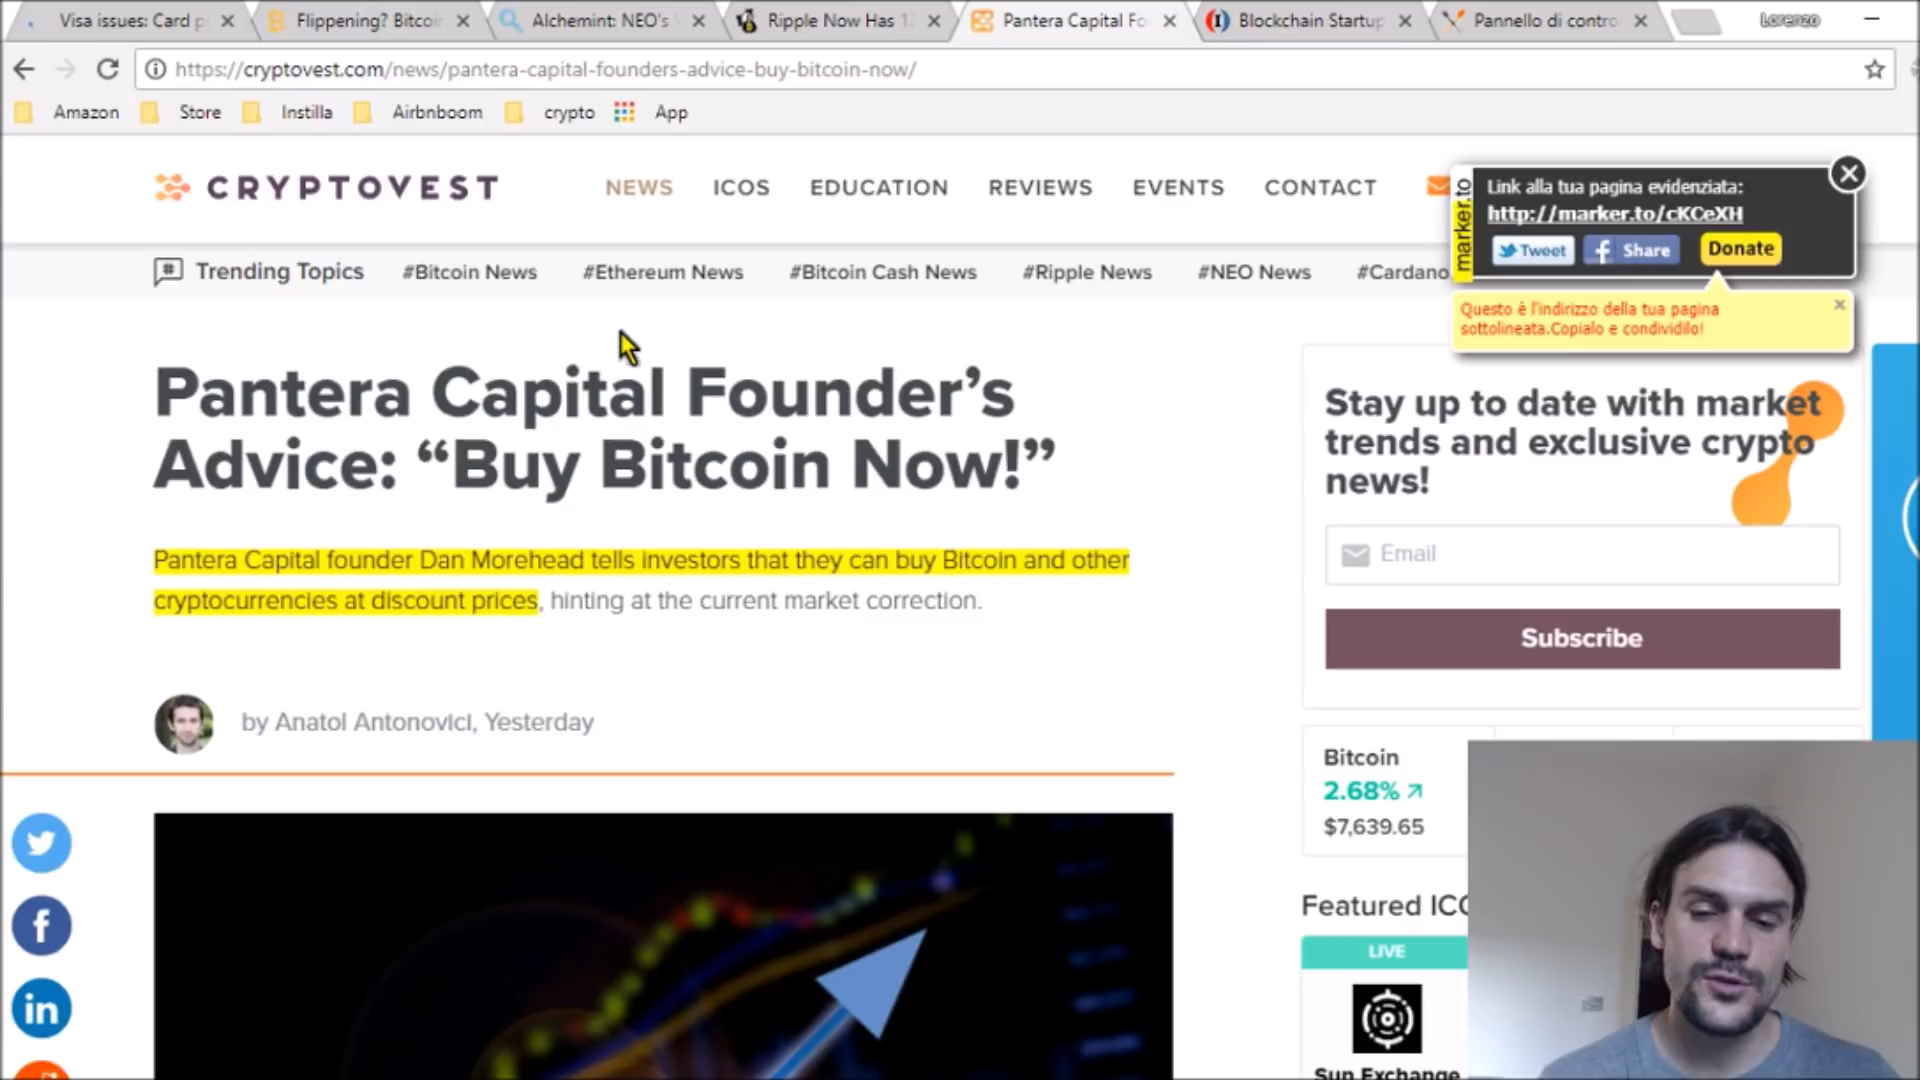 Visa issues: Card p
Flippening? Bitcoi
Alchemint: NEO's
Ripple Now Has 1
Pantera Capital Fo
Blockchain Startup
Pannello di contro
Lorenzo
https://cryptovest.com/news/pantera-capital-founders-advice-buy-bitcoin-now/
Amazon
Store
Instilla
Airbnboom
crypto
App
CRYPTOVEST
NEWS
ICOS
EDUCATION
REVIEWS
EVENTS
CONTACT
marker.to
Link alla tua pagina evidenziata:
http://marker.to/cKCeXH
Tweet
Share
Donate
Questo è l'indirizzo della tua pagina
sottolineata.Copialo e condividilo!
# Trending Topics
#Bitcoin News
#Ethereum News
#Bitcoin Cash News
#Ripple News
#NEO News
#Cardano
Pantera Capital Founder’s
Advice: “Buy Bitcoin Now!”
Pantera Capital founder Dan Morehead tells investors that they can buy Bitcoin and other
cryptocurrencies at discount prices, hinting at the current market correction.
by Anatol Antonovici, Yesterday
Stay up to date with market
trends and exclusive crypto
news!
Email
Subscribe
Bitcoin
2.68%
$7,639.65
Featured ICO
LIVE
Sun Exchange